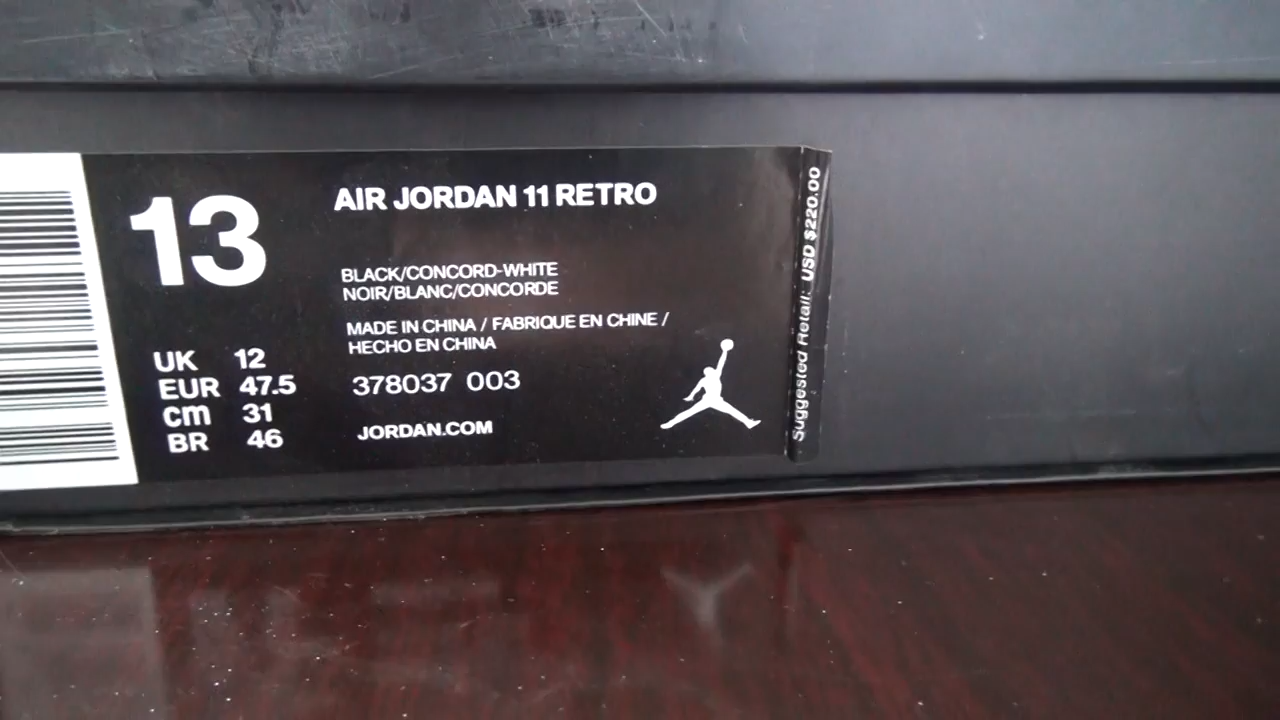 13
AIR JORDAN 11 RETRO
BLACK/CONCORD-WHITE
NOIR/BLANC/CONCORDE
MADE IN CHINA / FABRIQUE EN CHINE /
HECHO EN CHINA
378037 003
JORDAN.COM
UK 12
EUR 47.5
cm 31
BR 46
Suggested Retail: USD $220.00